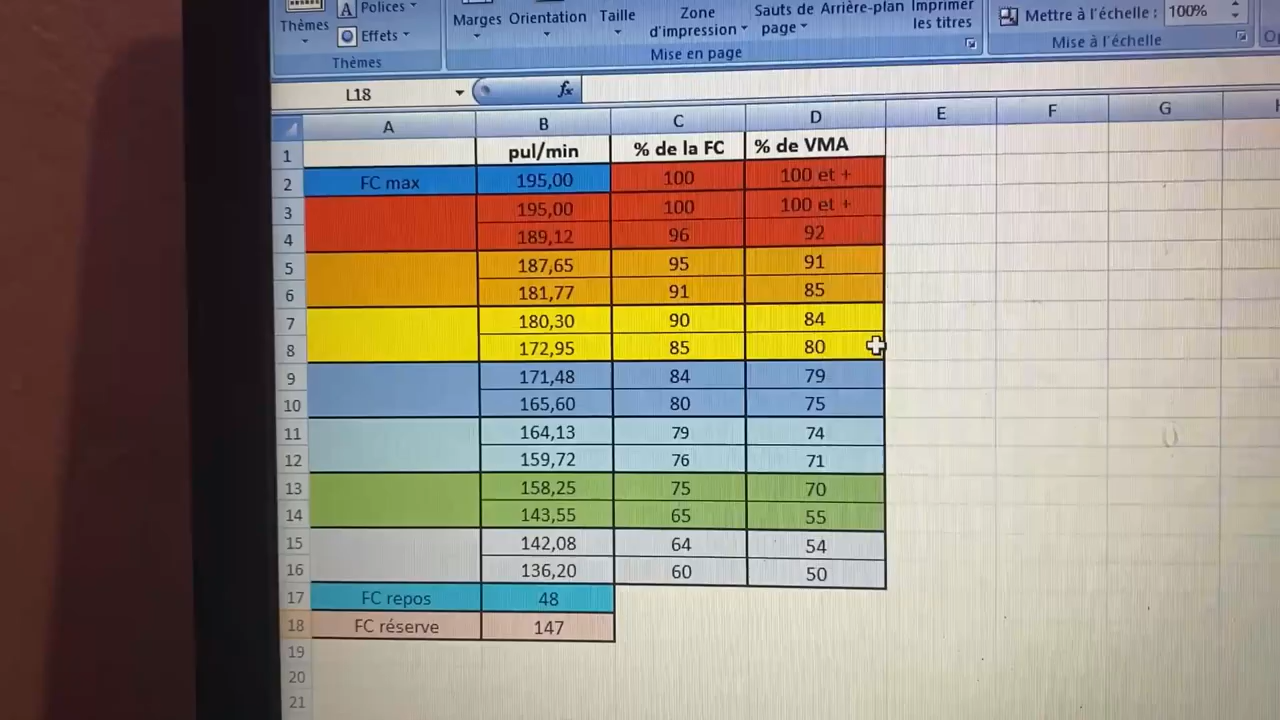 Thèmes
A Polices
Effets
Thèmes
Marges Orientation Taille Zone d'impression Sauts de page Arrière-plan Imprimer les titres
Mise en page
Mettre à l'échelle : 100%
Mise à l'échelle
L18 fx
A B C D E F G
1 pul/min % de la FC % de VMA
2 FC max 195,00 100 100 et +
3 195,00 100 100 et +
4 189,12 96 92
5 187,65 95 91
6 181,77 91 85
7 180,30 90 84
8 172,95 85 80
9 171,48 84 79
10 165,60 80 75
11 164,13 79 74
12 159,72 76 71
13 158,25 75 70
14 143,55 65 55
15 142,08 64 54
16 136,20 60 50
17 FC repos 48
18 FC réserve 147
19
20
21